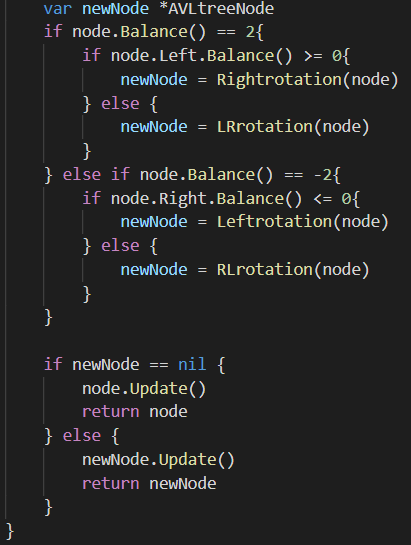 var newNode *AVLtreeNode
if node.Balance() == 2{
if node.Left.Balance() >= 0{
newNode = Rightrotation(node)
} else {
newNode = LRrotation(node)
}
} else if node.Balance() == -2{
if node.Right.Balance() <= 0{
newNode = Leftrotation(node)
} else {
newNode = RLrotation(node)
}
}
if newNode == nil {
node.Update()
return node
} else {
newNode.Update()
return newNode
}
}